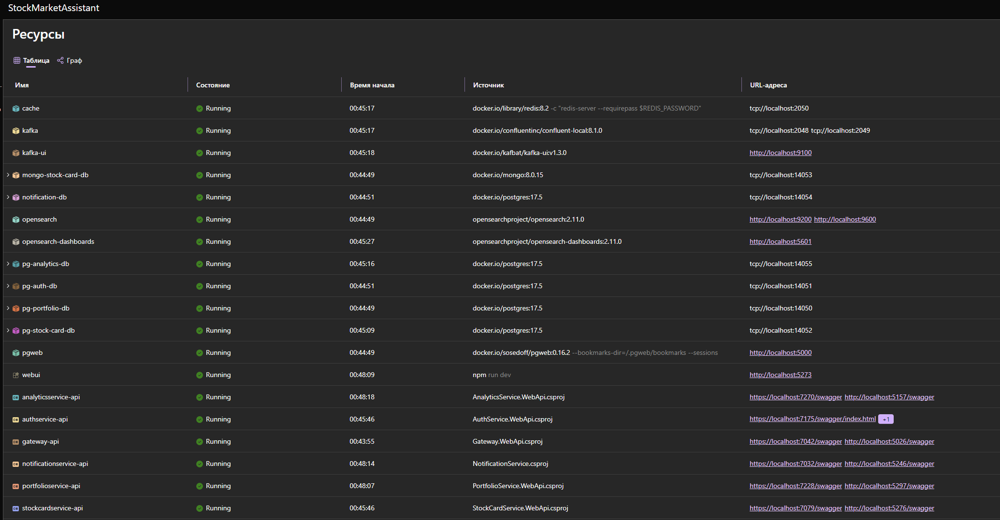 StockMarketAssistant
Ресурсы
Таблица Граф
Имя Состояние Время начала Источник URL-адреса
cache Running 00:45:17 docker.io/library/redis:8.2 -c "redis-server --requirepass $REDIS_PASSWORD" tcp://localhost:2050
kafka Running 00:45:17 docker.io/confluentinc/confluent-local:8.1.0 tcp://localhost:2048 tcp://localhost:2049
kafka-ui Running 00:45:18 docker.io/kafbat/kafka-ui:v1.3.0 http://localhost:9100
mongo-stock-card-db Running 00:44:49 docker.io/mongo:8.0.15 tcp://localhost:14053
notification-db Running 00:44:51 docker.io/postgres:17.5 tcp://localhost:14054
opensearch Running 00:44:49 opensearchproject/opensearch:2.11.0 http://localhost:9200 http://localhost:9600
opensearch-dashboards Running 00:45:27 opensearchproject/opensearch-dashboards:2.11.0 http://localhost:5601
pg-analytics-db Running 00:45:16 docker.io/postgres:17.5 tcp://localhost:14055
pg-auth-db Running 00:44:51 docker.io/postgres:17.5 tcp://localhost:14051
pg-portfolio-db Running 00:44:49 docker.io/postgres:17.5 tcp://localhost:14050
pg-stock-card-db Running 00:45:09 docker.io/postgres:17.5 tcp://localhost:14052
pgweb Running 00:44:49 docker.io/sosedoff/pgweb:0.16.2 --bookmarks-dir=/.pgweb/bookmarks --sessions http://localhost:5000
webui Running 00:48:09 npm run dev http://localhost:5273
C# analyticsservice-api Running 00:48:18 AnalyticsService.WebApi.csproj https://localhost:7270/swagger http://localhost:5157/swagger
C# authservice-api Running 00:45:46 AuthService.WebApi.csproj https://localhost:7175/swagger/index.html +1
C# gateway-api Running 00:43:55 Gateway.WebApi.csproj https://localhost:7042/swagger http://localhost:5026/swagger
C# notificationservice-api Running 00:48:14 NotificationService.csproj https://localhost:7032/swagger http://localhost:5246/swagger
C# portfolioservice-api Running 00:48:07 PortfolioService.WebApi.csproj https://localhost:7228/swagger http://localhost:5297/swagger
C# stockcardservice-api Running 00:45:46 StockCardService.WebApi.csproj https://localhost:7079/swagger http://localhost:5276/swagger